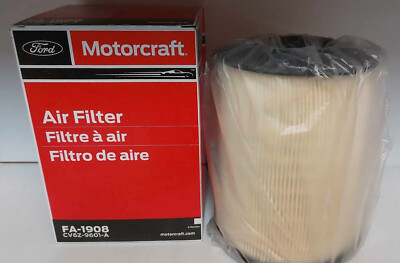 Ford
Motorcraft
Air Filter
Filtre à air
Filtro de aire
FA-1908
CV6Z-9601-A
motorcraft.com